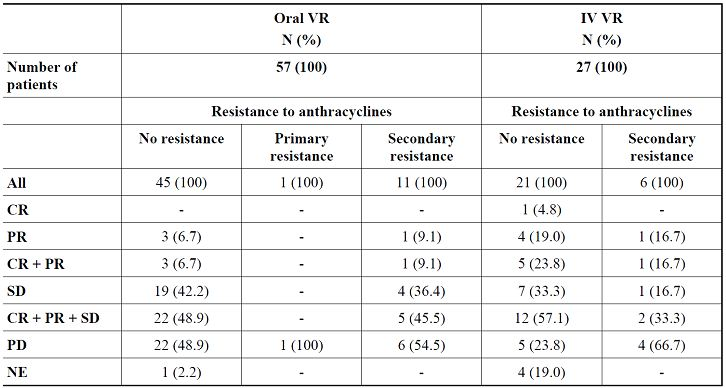 Oral VR IV VR
N (%) N (%)
Number of patients 57 (100) 27 (100)
Resistance to anthracyclines Resistance to anthracyclines
No resistance Primary resistance Secondary resistance No resistance Secondary resistance
All 45 (100) 1 (100) 11 (100) 21 (100) 6 (100)
CR - - - 1 (4.8) -
PR 3 (6.7) - 1 (9.1) 4 (19.0) 1 (16.7)
CR + PR 3 (6.7) - 1 (9.1) 5 (23.8) 1 (16.7)
SD 19 (42.2) - 4 (36.4) 7 (33.3) 1 (16.7)
CR + PR + SD 22 (48.9) - 5 (45.5) 12 (57.1) 2 (33.3)
PD 22 (48.9) 1 (100) 6 (54.5) 5 (23.8) 4 (66.7)
NE 1 (2.2) - - 4 (19.0) -